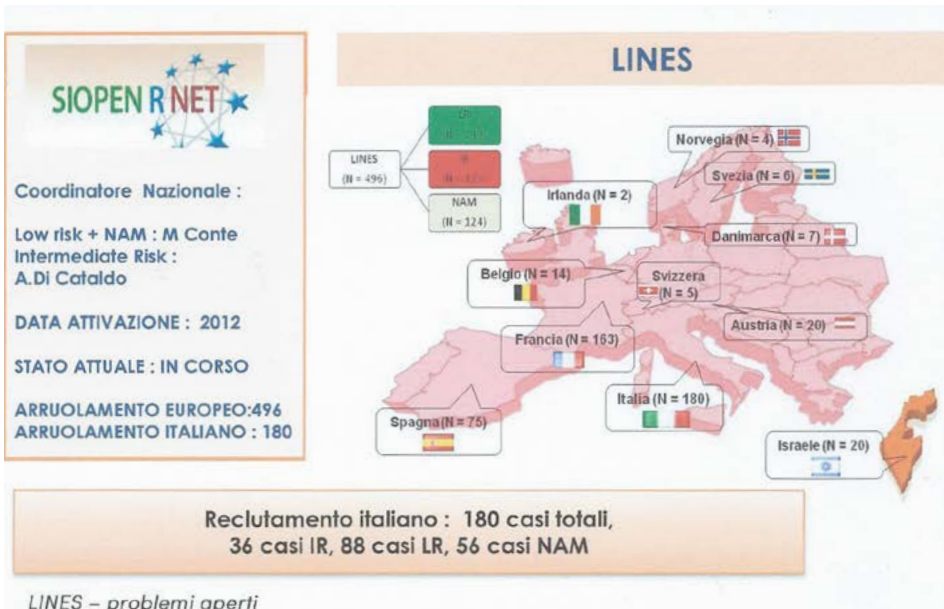 SIOPEN R NET
Coordinatore Nazionale :
Low risk + NAM : M Conte
Intermediate Risk :
A.Di Cataldo
DATA ATTIVAZIONE : 2012
STATO ATTUALE : IN CORSO
ARRUOLAMENTO EUROPEO:496
ARRUOLAMENTO ITALIANO : 180
LINES
LINES
(N = 496)
LR
NAM
(N = 124)
Norvegia (N = 4)
Svezia (N = 6)
Irlanda (N = 2)
Danimarca (N = 7)
Belgio (N = 14)
Svizzera
(N = 5)
Austria (N = 20)
Francia (N = 163)
Italia (N = 180)
Spagna (N = 75)
Israele (N = 20)
Reclutamento italiano : 180 casi totali,
36 casi IR, 88 casi LR, 56 casi NAM
LINES – problemi aperti